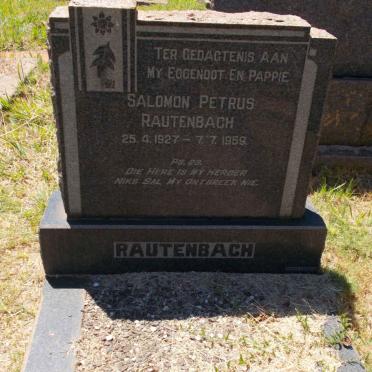 TER GEDAGTENIS AAN
MY EGGENOOT EN PAPPIE
SALOMON PETRUS
RAUTENBACH
25.4.1927 – 7.7.1959.
PS. 23.
DIE HERE IS MY HERDER
NIKS SAL MY ONTBREEK NIE.
RAUTENBACH